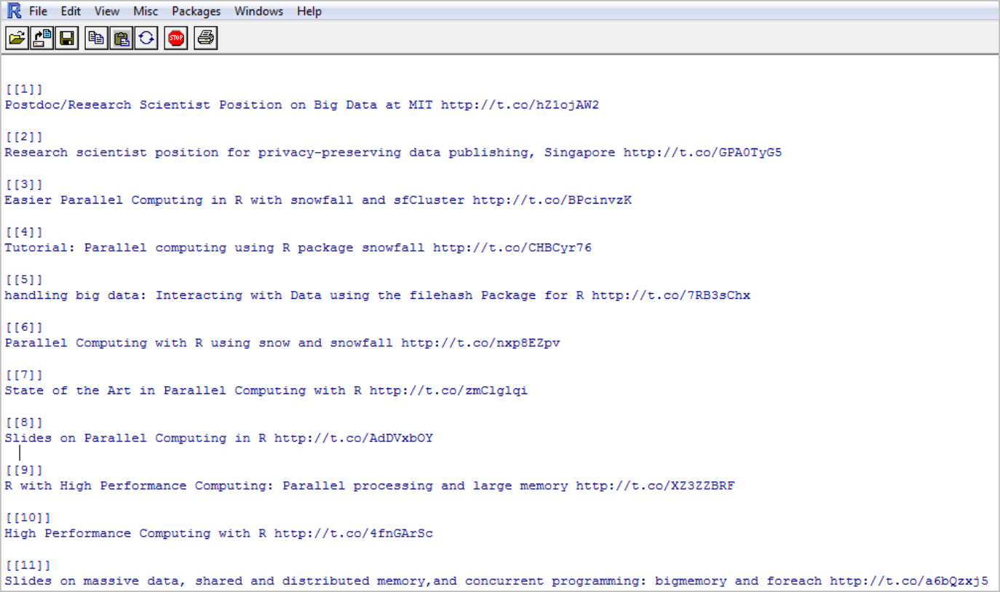 R File Edit View Misc Packages Windows Help
STOP
[[1]]
Postdoc/Research Scientist Position on Big Data at MIT http://t.co/hZ1ojAW2
[[2]]
Research scientist position for privacy-preserving data publishing, Singapore http://t.co/GPA0TyG5
[[3]]
Easier Parallel Computing in R with snowfall and sfCluster http://t.co/BPcinvzK
[[4]]
Tutorial: Parallel computing using R package snowfall http://t.co/CHBCyr76
[[5]]
handling big data: Interacting with Data using the filehash Package for R http://t.co/7RB3sChx
[[6]]
Parallel Computing with R using snow and snowfall http://t.co/nxp8EZpv
[[7]]
State of the Art in Parallel Computing with R http://t.co/zmClglqi
[[8]]
Slides on Parallel Computing in R http://t.co/AdDVxbOY
[[9]]
R with High Performance Computing: Parallel processing and large memory http://t.co/XZ3ZZBRF
[[10]]
High Performance Computing with R http://t.co/4fnGArSc
[[11]]
Slides on massive data, shared and distributed memory,and concurrent programming: bigmemory and foreach http://t.co/a6bQzxj5